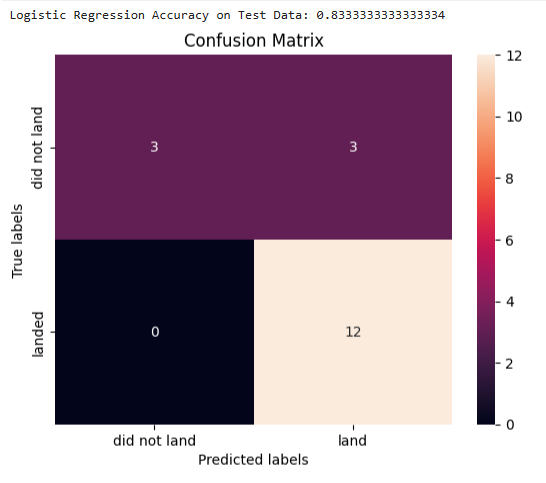 Logistic Regression Accuracy on Test Data: 0.8333333333333334
Confusion Matrix
True labels
did not land
landed
3 3
0 12
did not land land
Predicted labels
12
10
8
6
4
2
0